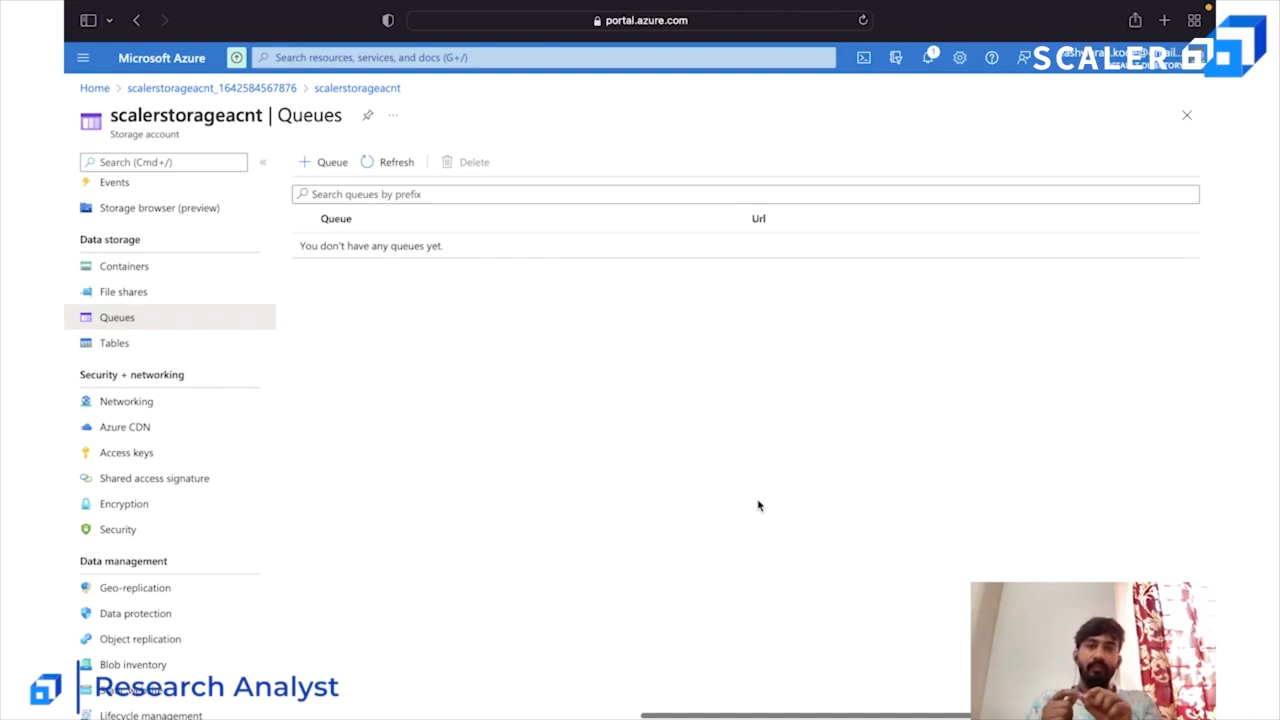 portal.azure.com
SCALER
Microsoft Azure
Search resources, services, and docs (G+/)
1
Home > scalerstorageacnt_1642584567876 > scalerstorageacnt
scalerstorageacnt | Queues
Storage account
Search (Cmd+/)
Queue
Refresh
Delete
Search queues by prefix
Queue
Url
You don't have any queues yet.
Events
Storage browser (preview)
Data storage
Containers
File shares
Queues
Tables
Security + networking
Networking
Azure CDN
Access keys
Shared access signature
Encryption
Security
Data management
Geo-replication
Data protection
Object replication
Blob inventory
Research Analyst
Lifecycle management